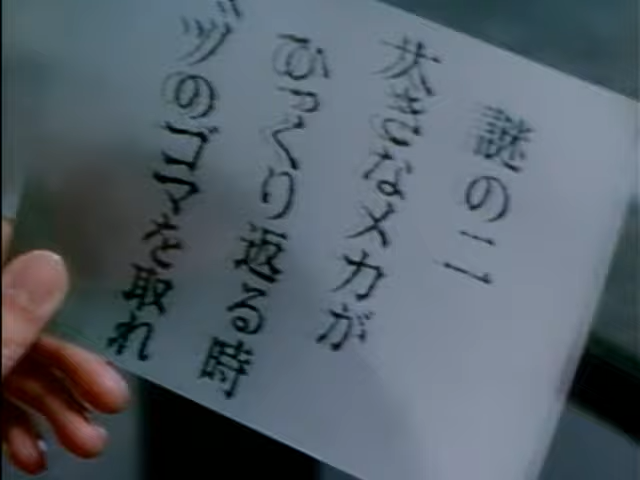 謎の二
大きなメカが
ひっくり返る時
ヅのゴマを取れ